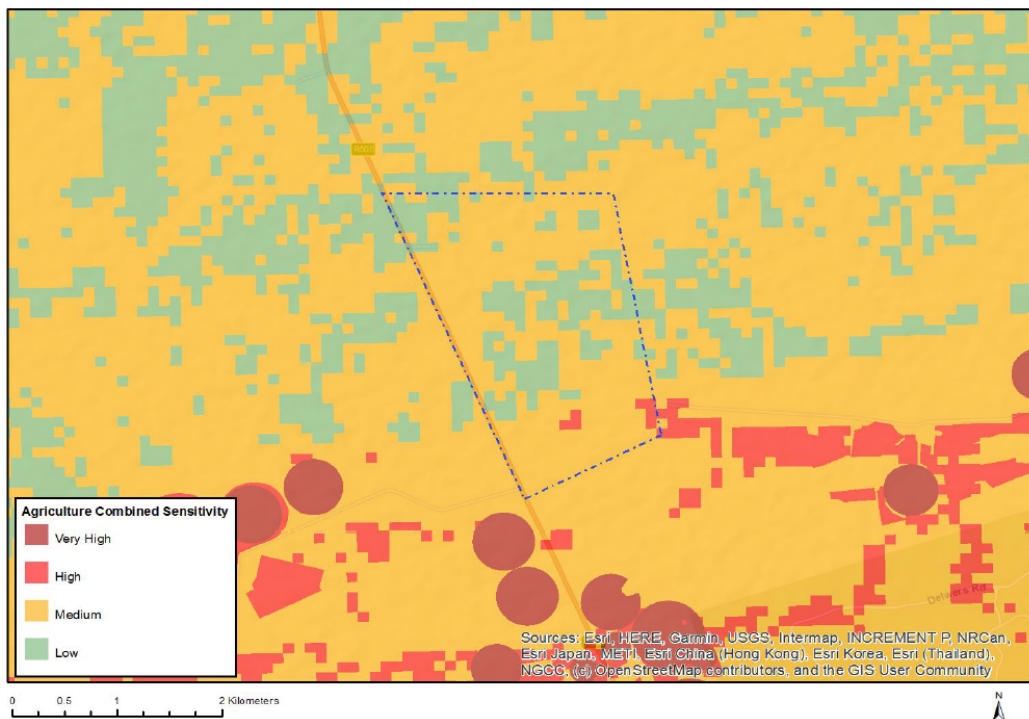 Delwers Rd
Agriculture Combined Sensitivity
Very High
High
Medium
Low
Sources: Esri, HERE, Garmin, USGS, Intermap, INCREMENT P, NRCan,
Esri Japan, METI, Esri China (Hong Kong), Esri Korea, Esri (Thailand),
NGCC, (c) OpenStreetMap contributors, and the GIS User Community
0 0.5 1 2 Kilometers
N